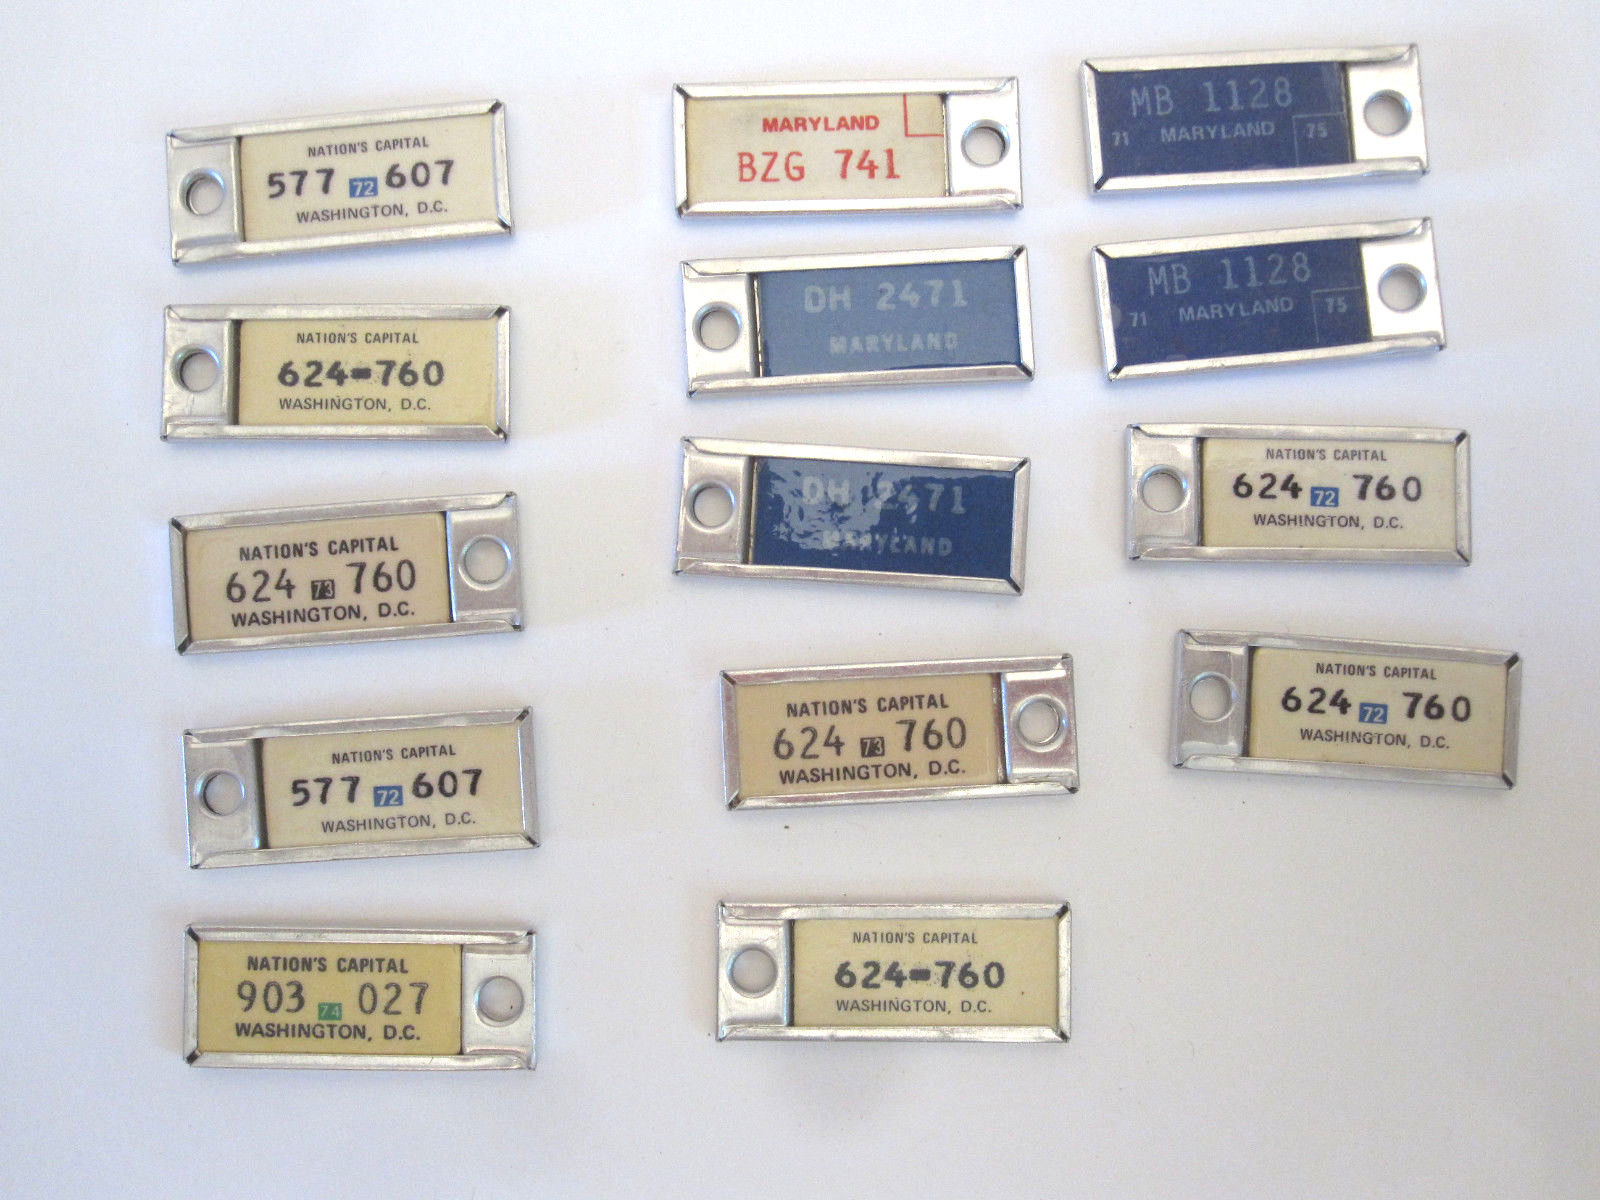 NATION'S CAPITAL
577 72 607
WASHINGTON, D.C.
NATION'S CAPITAL
624-760
WASHINGTON, D.C.
NATION'S CAPITAL
624 73 760
WASHINGTON, D.C.
NATION'S CAPITAL
577 72 607
WASHINGTON, D.C.
NATION'S CAPITAL
903 74 027
WASHINGTON, D.C.
MARYLAND
BZG 741
DH 2471
MARYLAND
DH 2471
MARYLAND
NATION'S CAPITAL
624 73 760
WASHINGTON, D.C.
NATION'S CAPITAL
624-760
WASHINGTON, D.C.
MB 1128
71 MARYLAND 75
MB 1128
71 MARYLAND 75
NATION'S CAPITAL
624 72 760
WASHINGTON, D.C.
NATION'S CAPITAL
624 72 760
WASHINGTON, D.C.